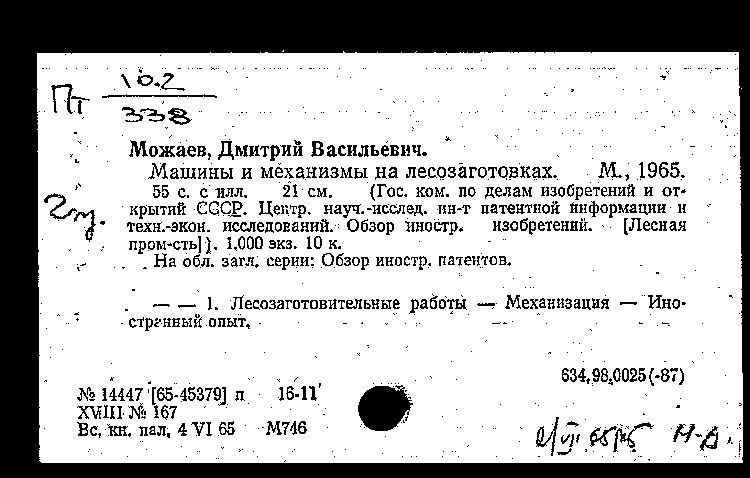 Пт 10.2
338
Можаев, Дмитрий Васильевич.
Машины и механизмы на лесозаготовках. М., 1965.
55 с. с илл. 21 см. (Гос. ком. по делам изобретений и от-
крытий СССР. Центр. науч.-исслед. ин-т патентной информации и
техн.-экон. исследований. Обзор иностр. изобретений. [Лесная
пром-сть]). 1.000 экз. 10 к.
На обл. загл. серии: Обзор иностр. патентов.
— — 1. Лесозаготовительные работы — Механизация — Ино-
странный опыт.
634.98.0025(-87)
№ 14447 [65-45379] п 16-11
XVIII № 167
Вс. кн. пал. 4 VI 65 М746
Н-Д.